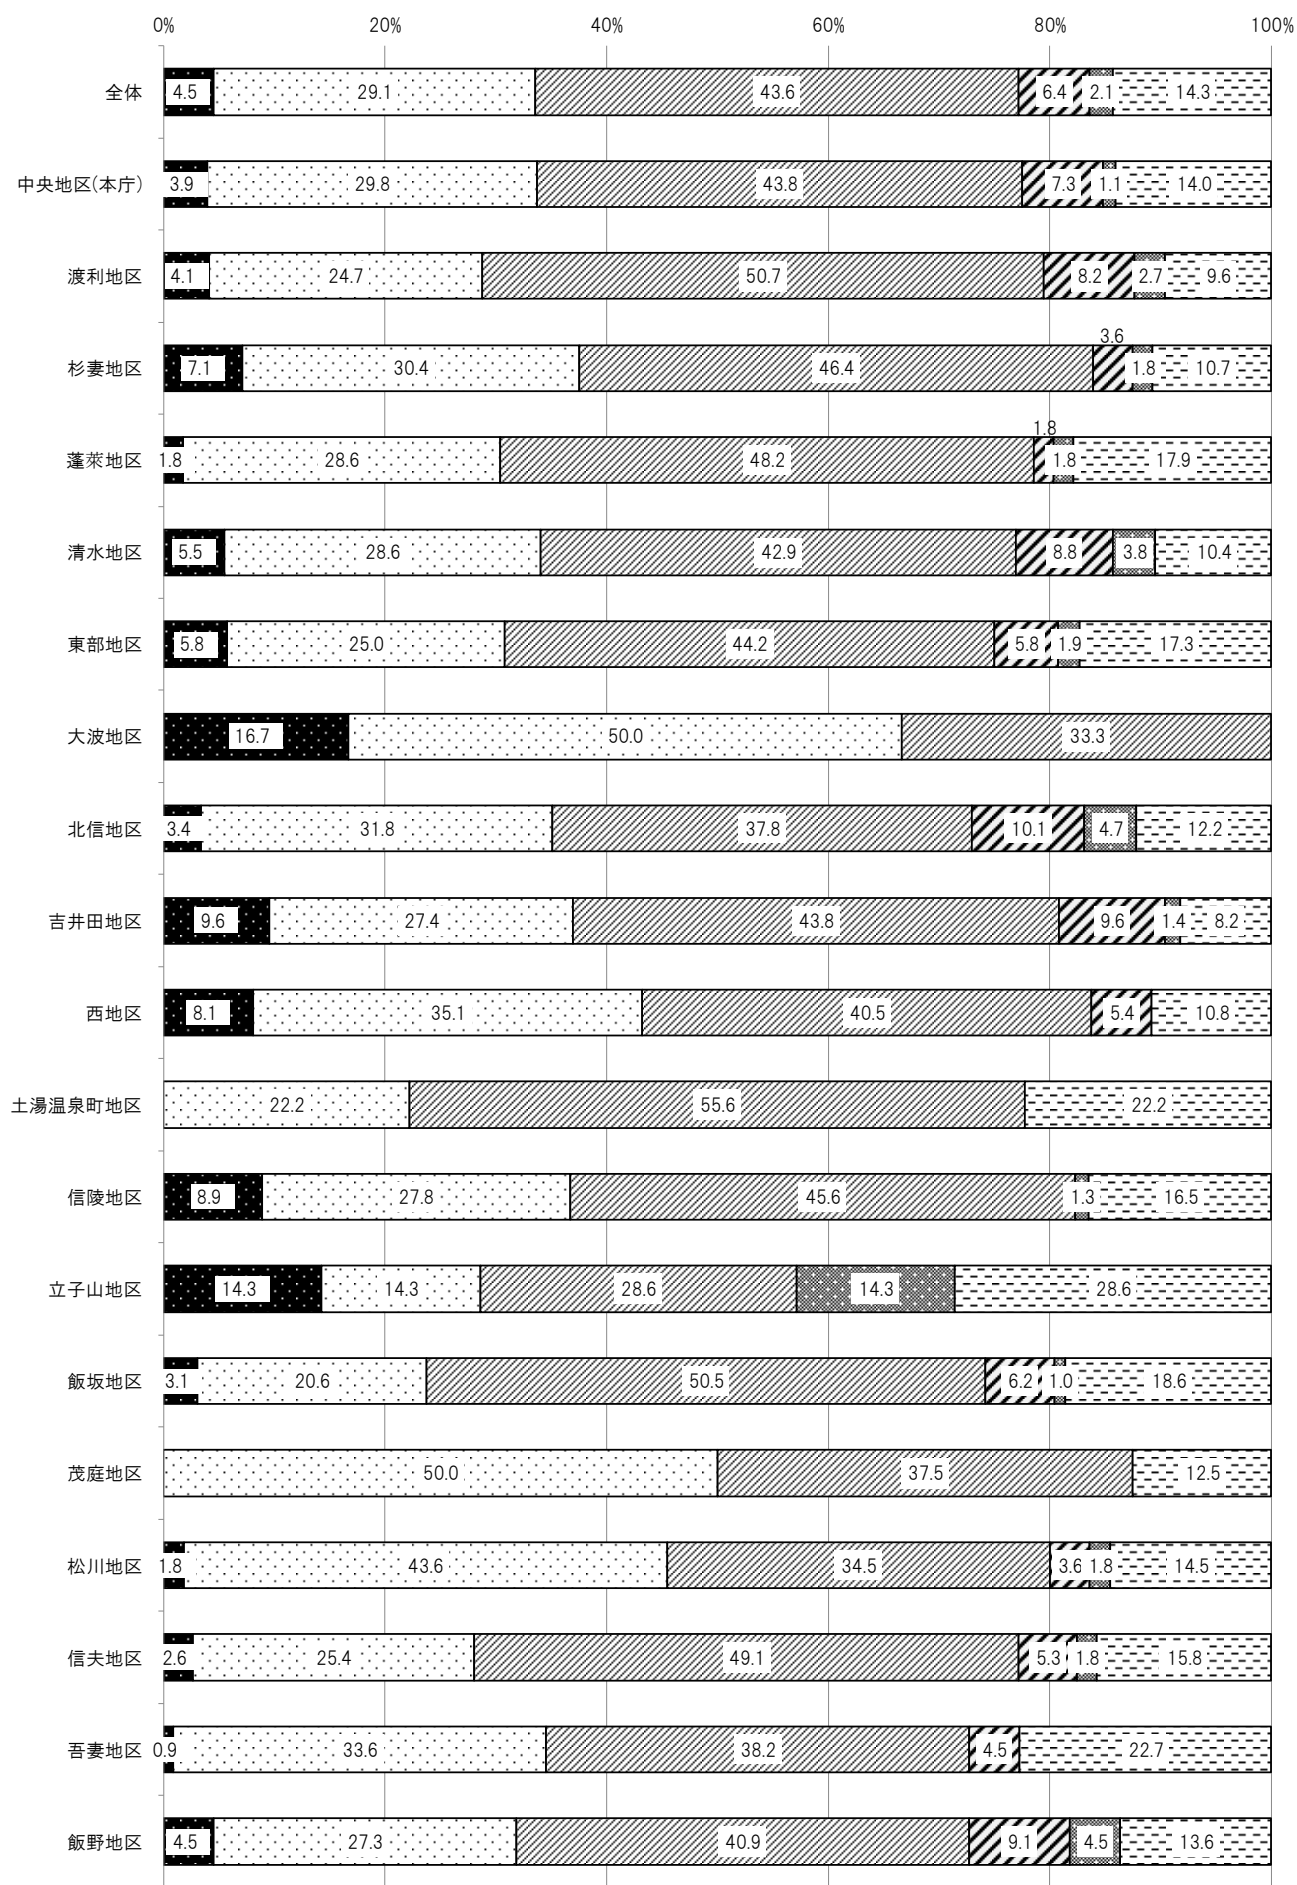 0% 20% 40% 60% 80% 100%
全体 4.5 29.1 43.6 6.4 2.1 14.3
中央地区(本庁) 3.9 29.8 43.8 7.3 1.1 14.0
渡利地区 4.1 24.7 50.7 8.2 2.7 9.6
3.6
杉妻地区 7.1 30.4 46.4 1.8 10.7
1.8
蓬萊地区 1.8 28.6 48.2 1.8 17.9
清水地区 5.5 28.6 42.9 8.8 3.8 10.4
東部地区 5.8 25.0 44.2 5.8 1.9 17.3
大波地区 16.7 50.0 33.3
北信地区 3.4 31.8 37.8 10.1 4.7 12.2
吉井田地区 9.6 27.4 43.8 9.6 1.4 8.2
西地区 8.1 35.1 40.5 5.4 10.8
土湯温泉町地区 22.2 55.6 22.2
信陵地区 8.9 27.8 45.6 1.3 16.5
立子山地区 14.3 14.3 28.6 14.3 28.6
飯坂地区 3.1 20.6 50.5 6.2 1.0 18.6
茂庭地区 50.0 37.5 12.5
松川地区 1.8 43.6 34.5 3.6 1.8 14.5
信夫地区 2.6 25.4 49.1 5.3 1.8 15.8
吾妻地区 0.9 33.6 38.2 4.5 22.7
飯野地区 4.5 27.3 40.9 9.1 4.5 13.6